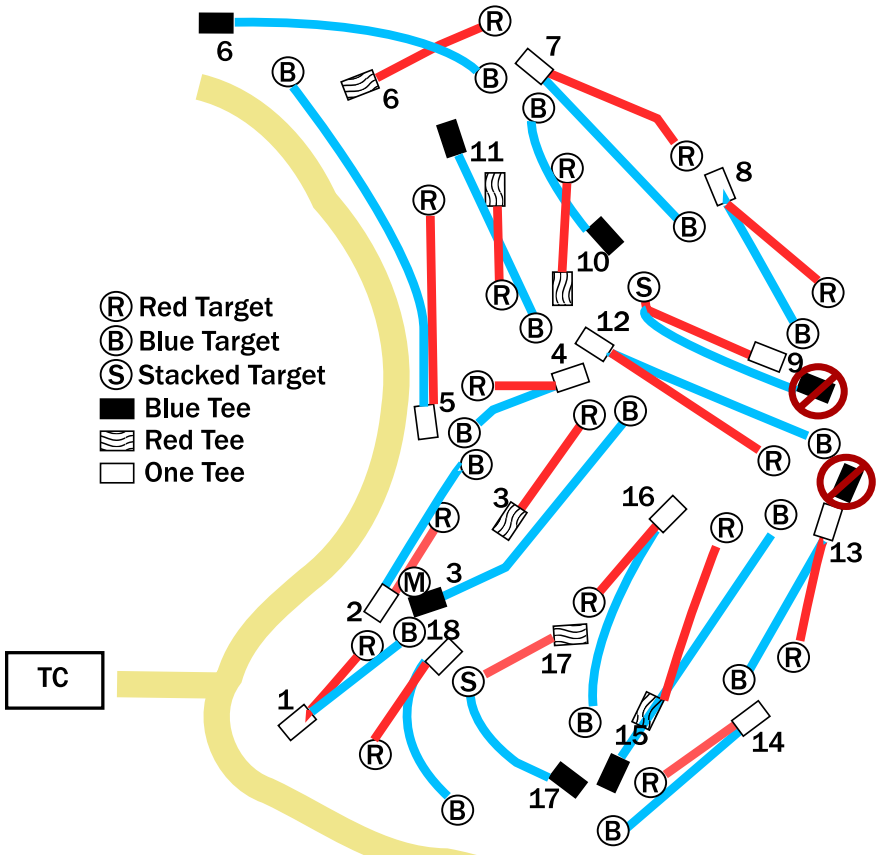 R
6
B
6
R
B
7
B
R
8
B
11
R
R
B
10
R
B
S
R
B
12
9
R Red Target
B Blue Target
S Stacked Target
Blue Tee
Red Tee
One Tee
4
R
B
5
B
R
B
R
B
3
R
M
3
2
16
R
R
B
13
R
B
B
18
R
1
17
S
R
B
B
15
14
R
R
B
17
B
TC